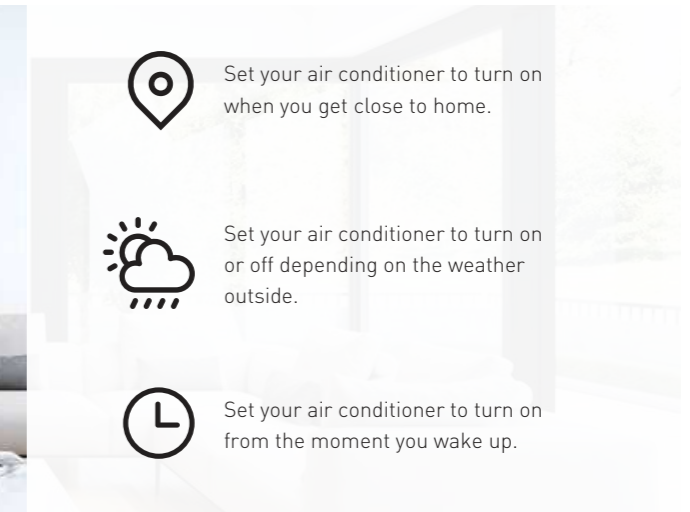 Set your air conditioner to turn on
when you get close to home.
Set your air conditioner to turn on
or off depending on the weather
outside.
Set your air conditioner to turn on
from the moment you wake up.